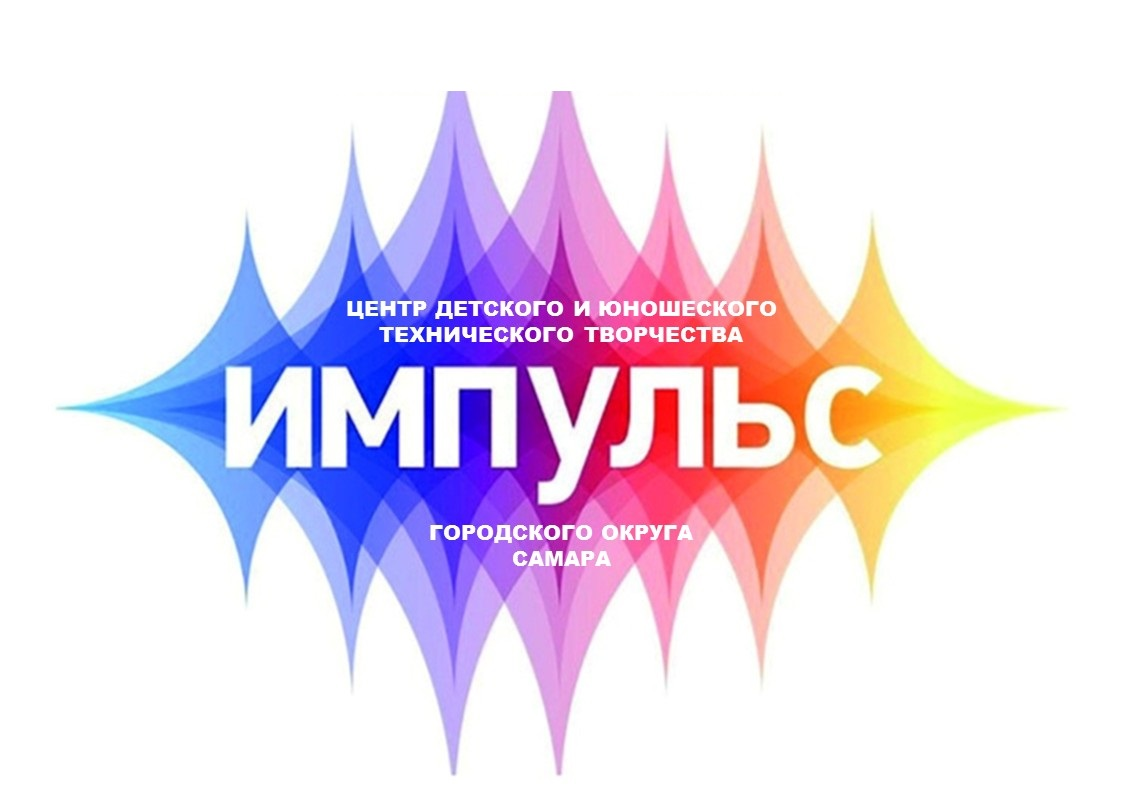 ЦЕНТР ДЕТСКОГО И ЮНОШЕСКОГО
ТЕХНИЧЕСКОГО ТВОРЧЕСТВА
ИМПУЛЬС
ГОРОДСКОГО ОКРУГА
САМАРА